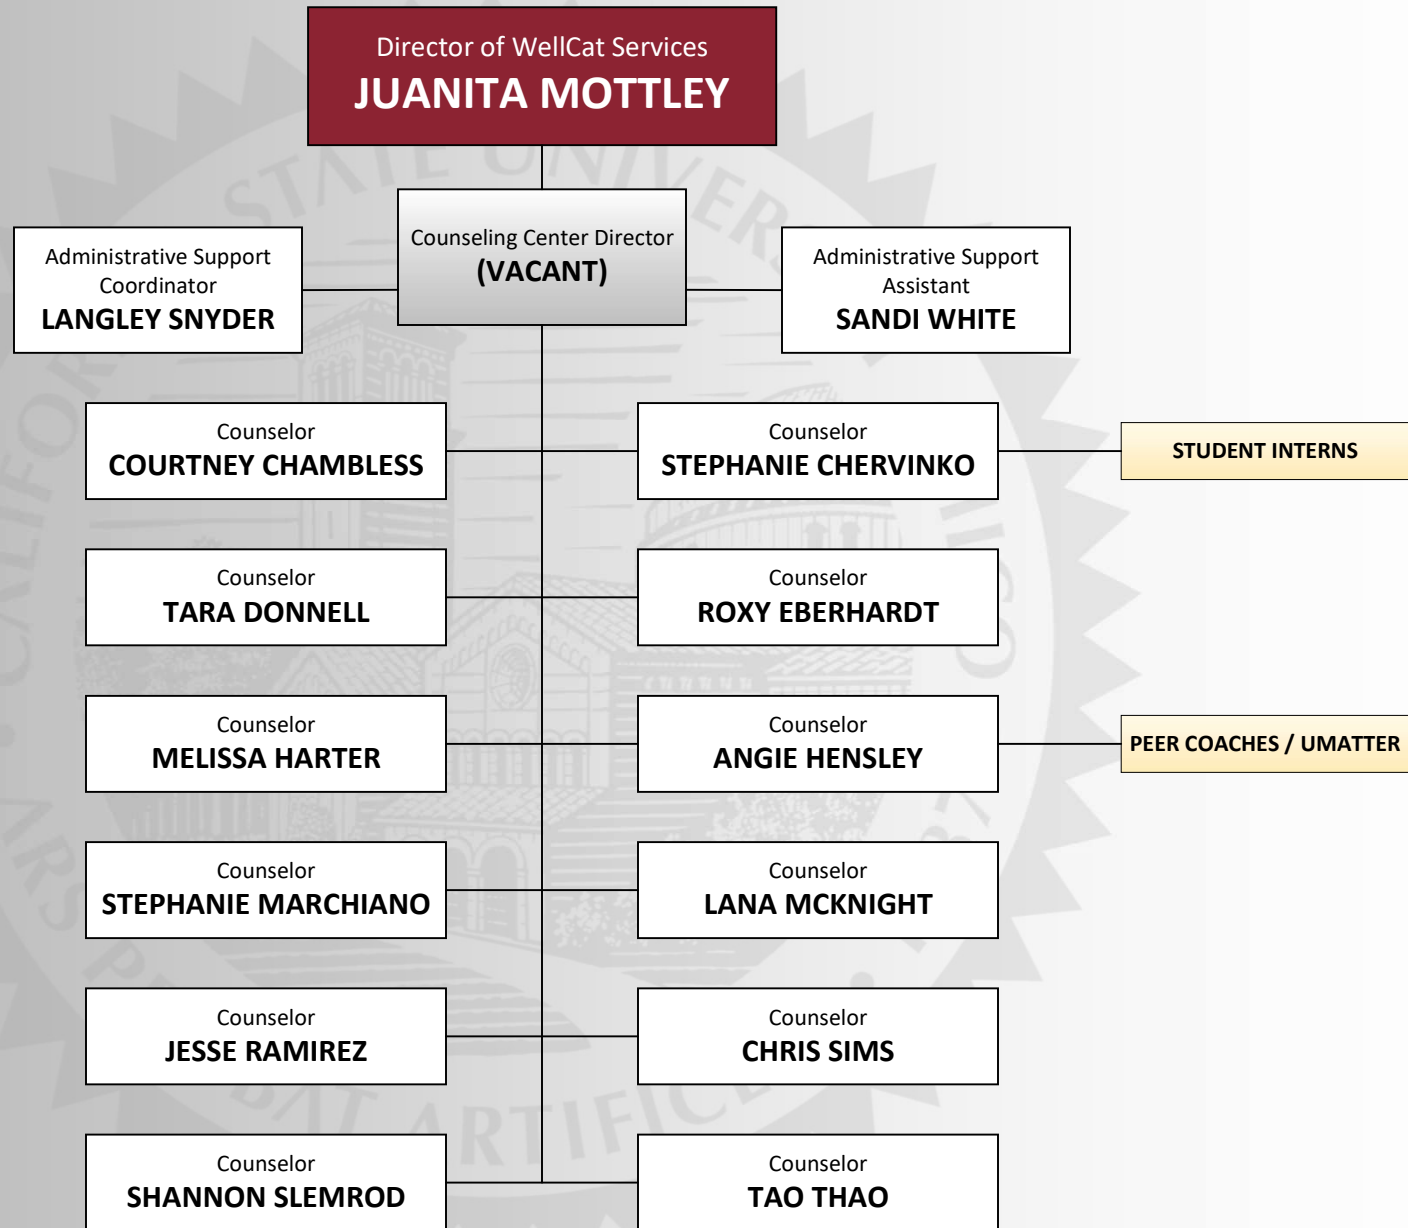 Director of WellCat Services
JUANITA MOTTLEY
Counseling Center Director
(VACANT)
Administrative Support
Coordinator
LANGLEY SNYDER
Administrative Support
Assistant
SANDI WHITE
Counselor
COURTNEY CHAMBLESS
Counselor
STEPHANIE CHERVINKO
STUDENT INTERNS
Counselor
TARA DONNELL
Counselor
ROXY EBERHARDT
Counselor
MELISSA HARTER
Counselor
ANGIE HENSLEY
PEER COACHES / UMATTER
Counselor
STEPHANIE MARCHIANO
Counselor
LANA MCKNIGHT
Counselor
JESSE RAMIREZ
Counselor
CHRIS SIMS
Counselor
SHANNON SLEMROD
Counselor
TAO THAO